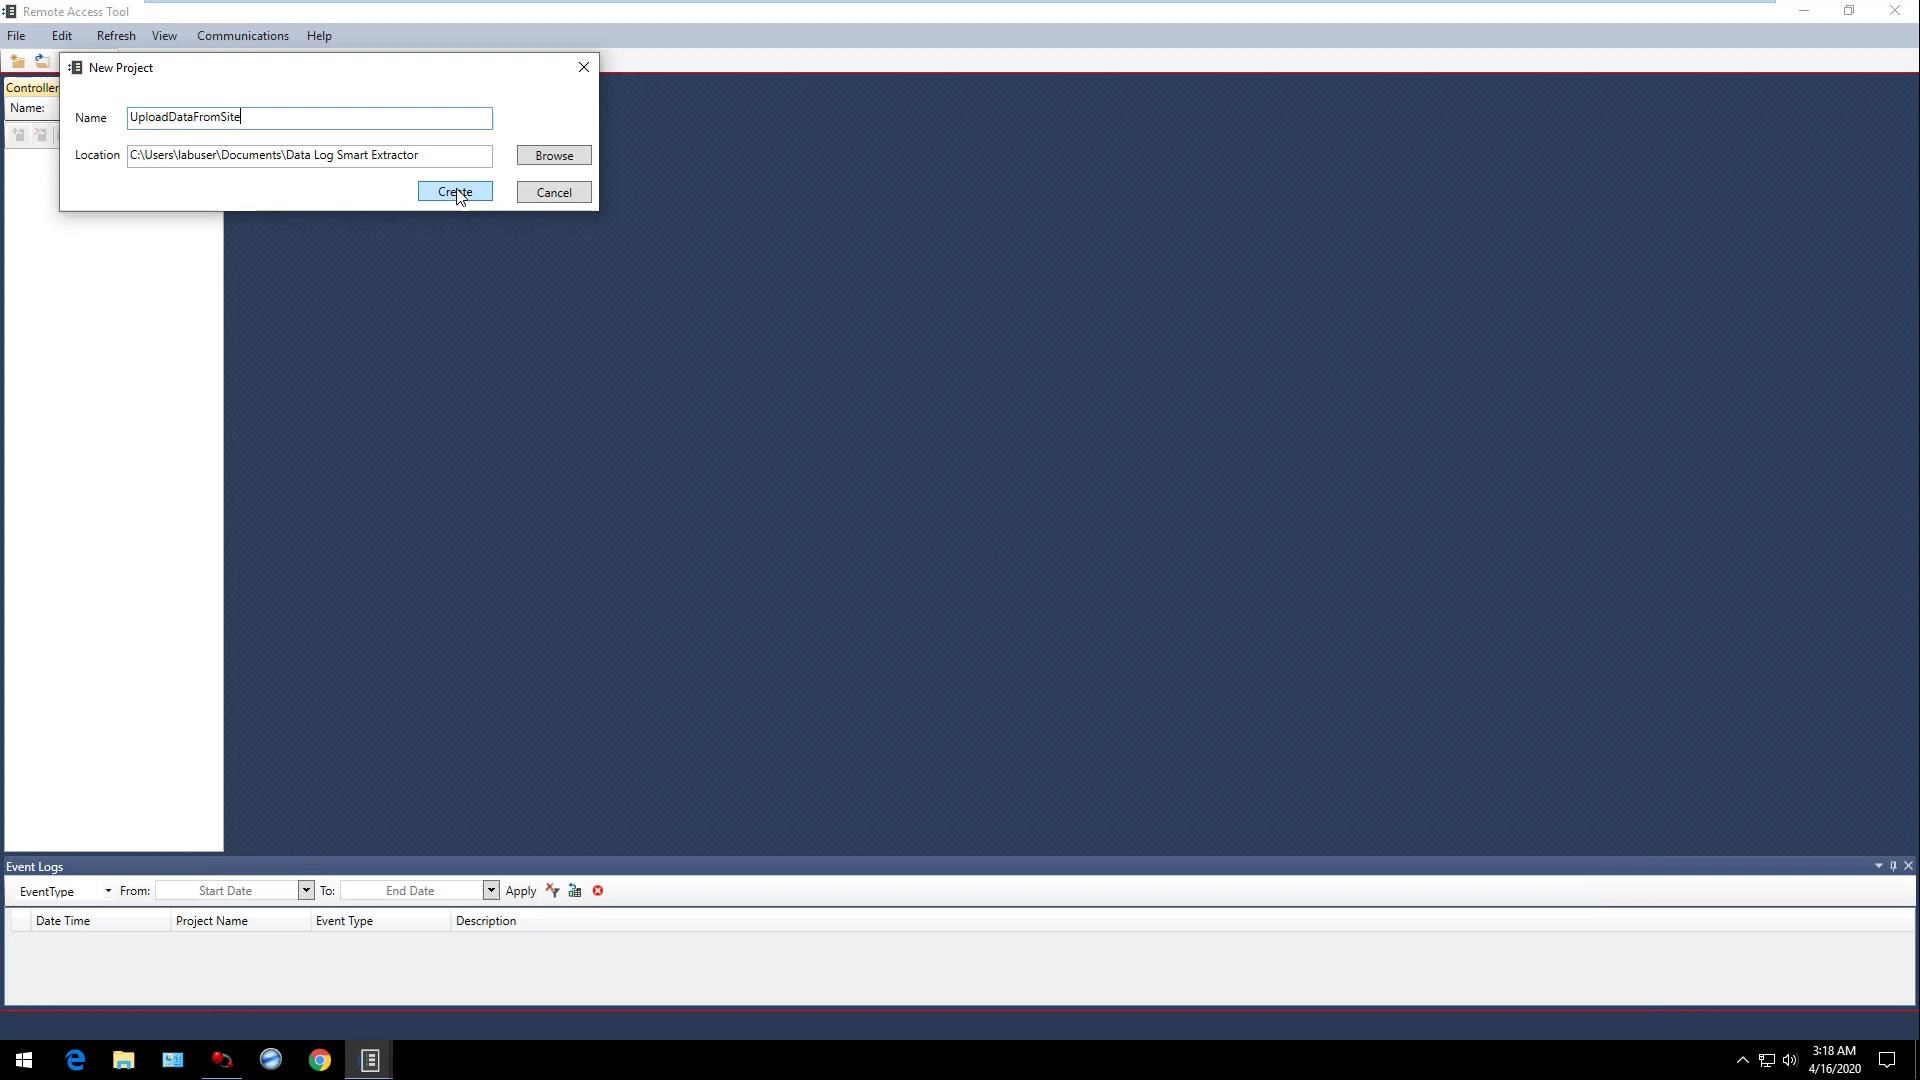 Remote Access Tool
File Edit Refresh View Communications Help
New Project
Controller
Name:
Name UploadDataFromSite
Location C:\Users\labuser\Documents\Data Log Smart Extractor Browse
Create Cancel
Event Logs
EventType From: Start Date To: End Date Apply
Date Time Project Name Event Type Description
3:18 AM
4/16/2020